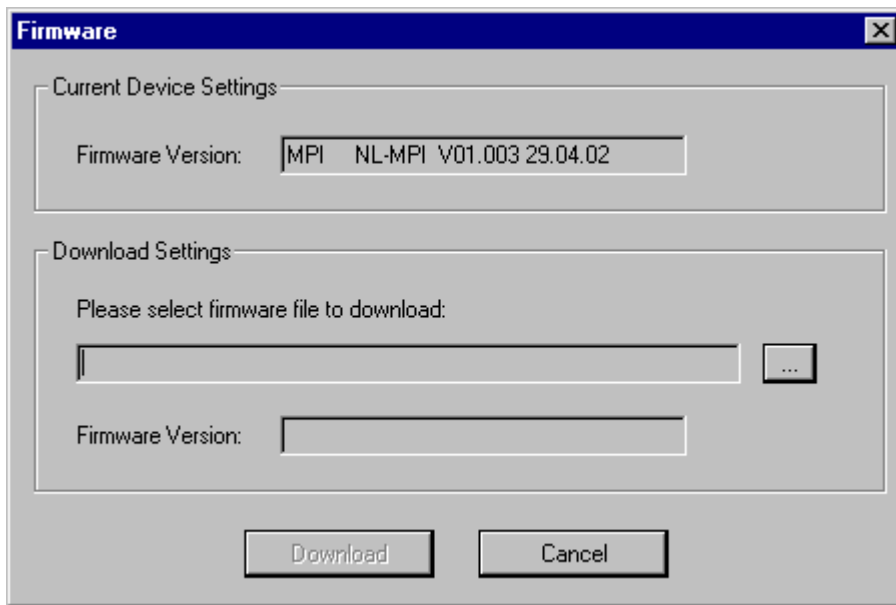 Firmware
Current Device Settings
Firmware Version: MPI NL-MPI V01.003 29.04.02
Download Settings
Please select firmware file to download:
...
Firmware Version:
Download Cancel